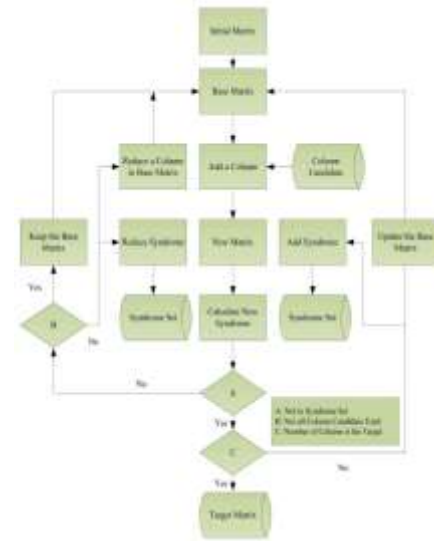 Initial Matrix
Base Matrix
Reduce a Column
in Base Matrix
Add a Column
Column
Candidate
Keep the Base
Matrix
Reduce Syndrome
New Matrix
Add Syndrome
Update the Base
Matrix
Yes
B
No
Syndrome Set
Calculate New
Syndrome
Syndrome Set
No
A
Yes
A: Not in Syndrome Set
B: Not all Column Candidate
C: Number of Column is the Target
C
No
Yes
Target Matrix